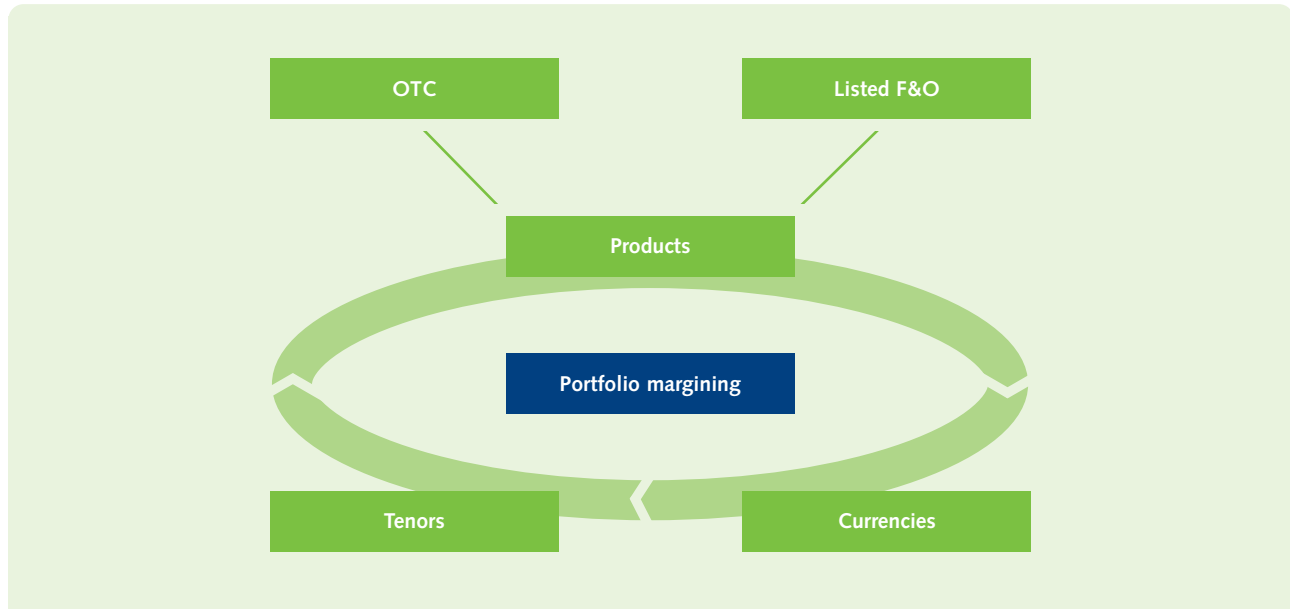 OTC
Listed F&O
Products
Portfolio margining
Tenors
Currencies